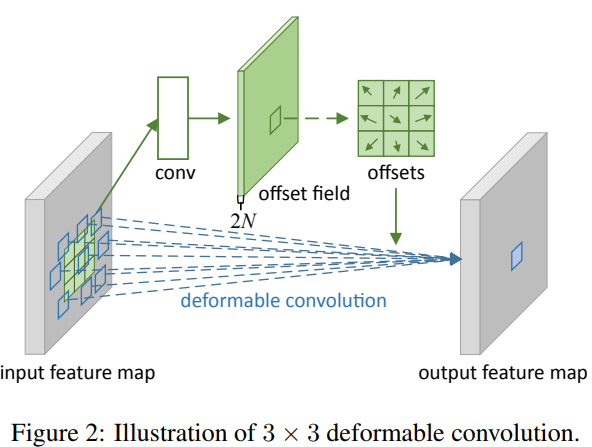 conv
offset field
offsets
2N
deformable convolution
input feature map
output feature map
Figure 2: Illustration of 3 × 3 deformable convolution.